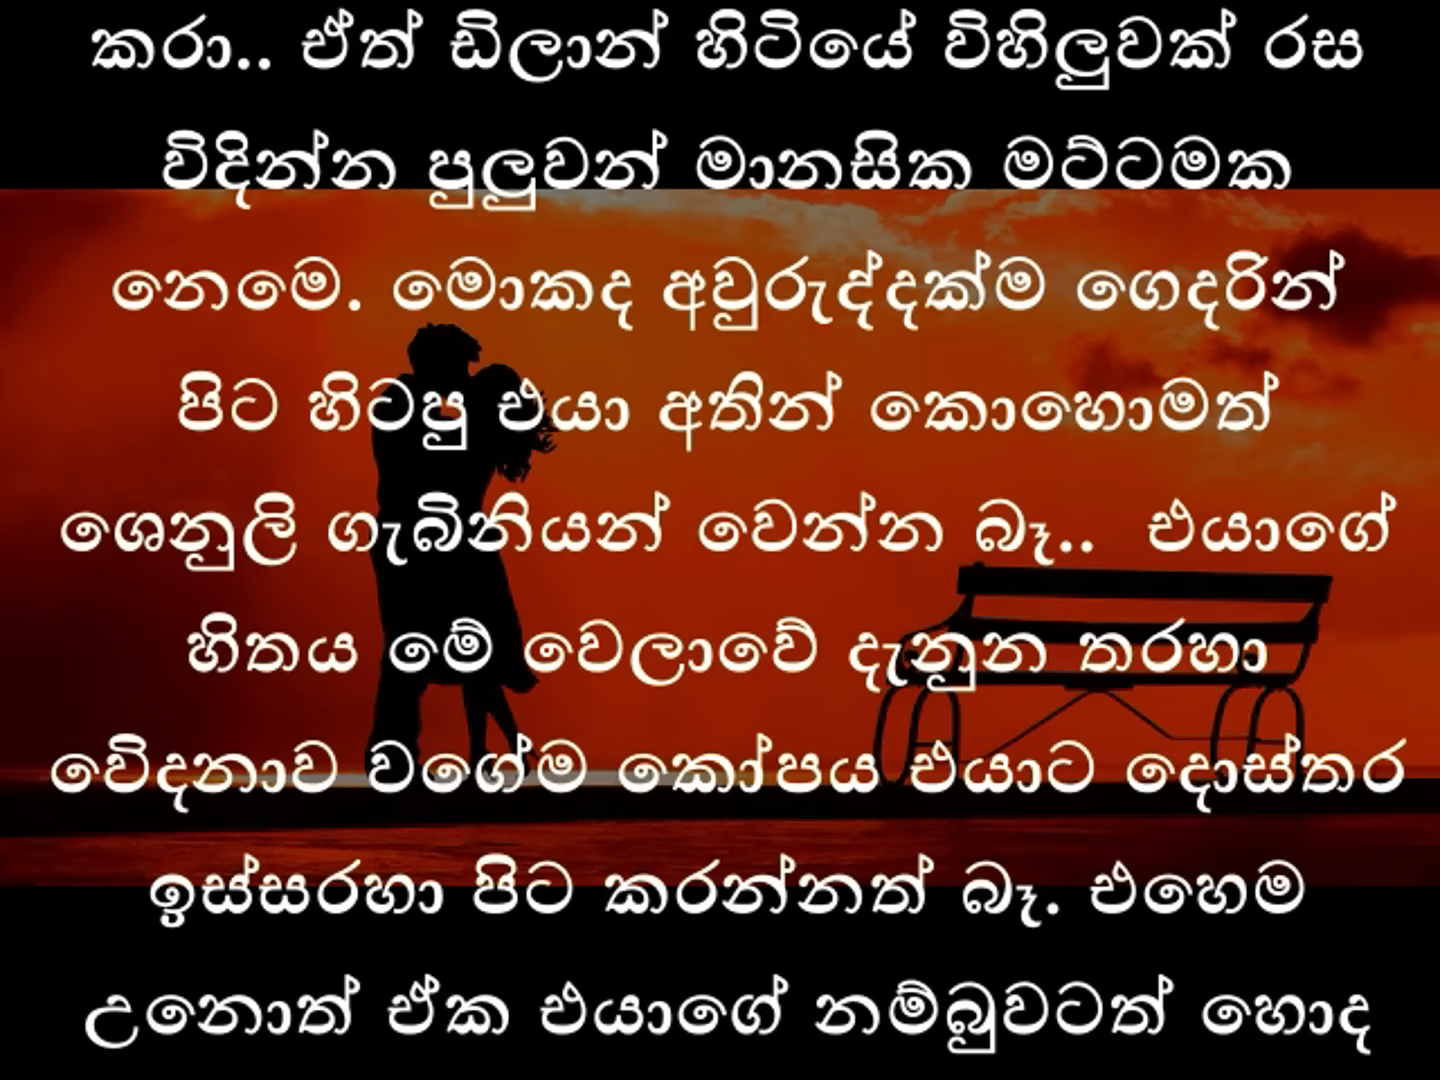 කරා.. ඒත් ඩිලාන් හිටියේ විහිලුවක් රස
විදින්න පුලුවන් මානසික මට්ටමක
නෙමෙ. මොකද අවුරුද්දක්ම ගෙදරින්
පිට හිටපු එයා අතින් කොහොමත්
ශෙනුලි ගැබිනියන් වෙන්න බෑ.. එයාගේ
හිතය මේ වෙලාවේ දැනුන තරහා
වේදනාව වගේම කෝපය එයාට දොස්තර
ඉස්සරහා පිට කරන්නත් බෑ. එහෙම
උනොත් ඒක එයාගේ නම්බුවටත් හොද